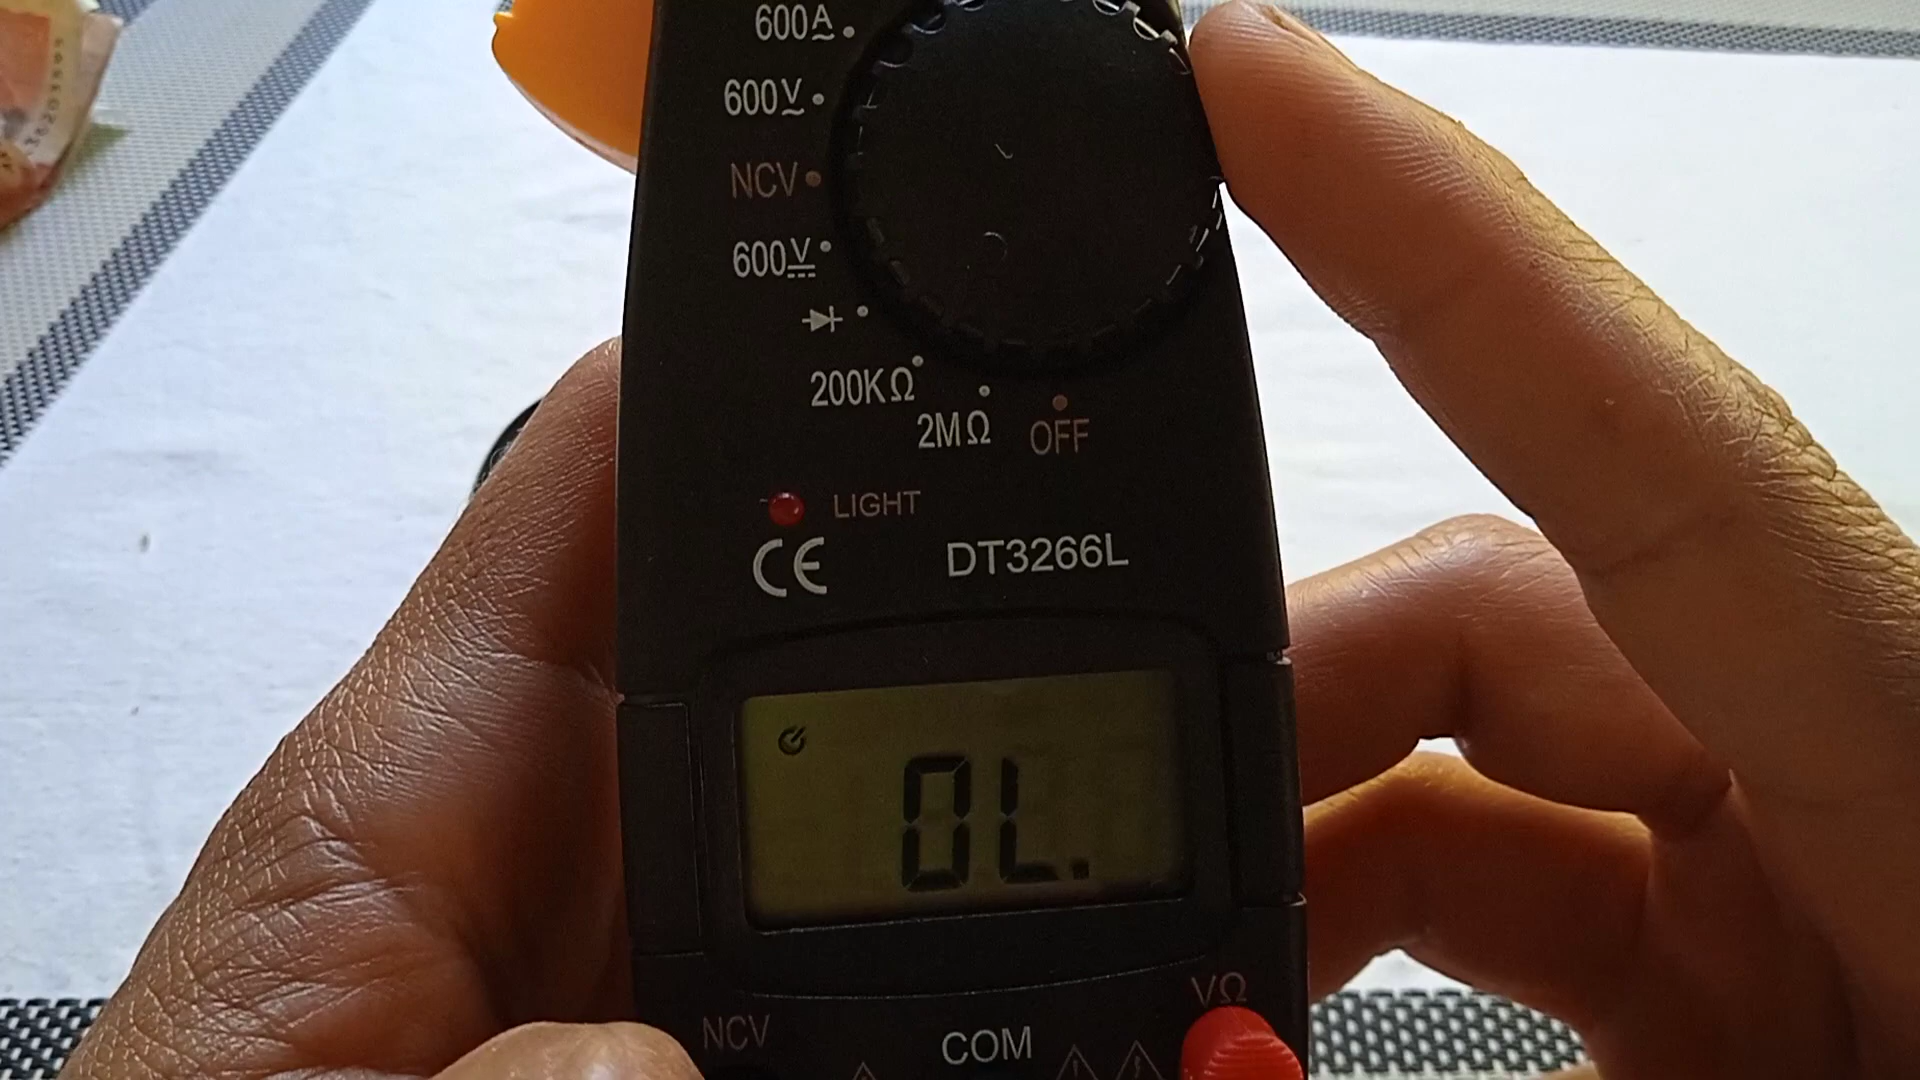 600A
600V
NCV
600V
200KΩ
2MΩ
OFF
LIGHT
CE
DT3266L
OL.
VΩ
NCV
COM